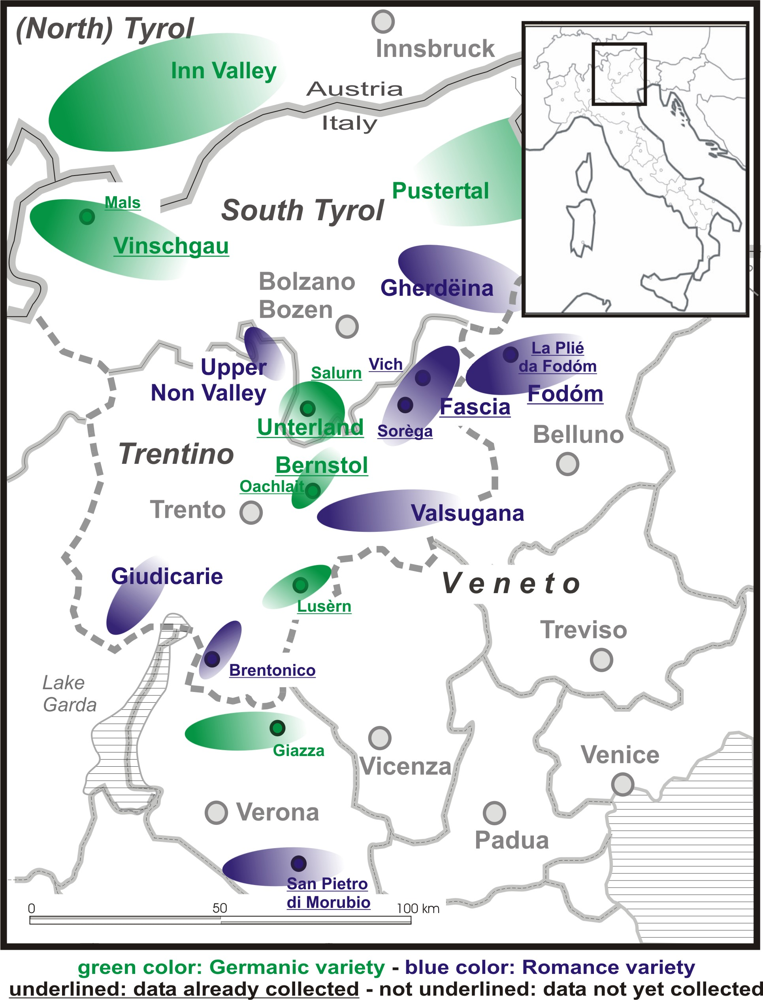 (North) Tyrol
Innsbruck
Inn Valley
Austria
Italy
Pustertal
Mals
South Tyrol
Vinschgau
Bolzano
Bozen
Gherdëina
Upper
Non Valley
Salurn
Vich
La Plié
da Fodóm
Fodóm
Fascia
Unterland
Sorèga
Belluno
Trentino
Bernstol
Oachlait
Trento
Valsugana
Giudicarie
Veneto
Lusèrn
Treviso
Brentonico
Lake
Garda
Giazza
Vicenza
Venice
Verona
Padua
San Pietro
di Morubio
0 50 100 km
green color: Germanic variety - blue color: Romance variety
underlined: data already collected - not underlined: data not yet collected